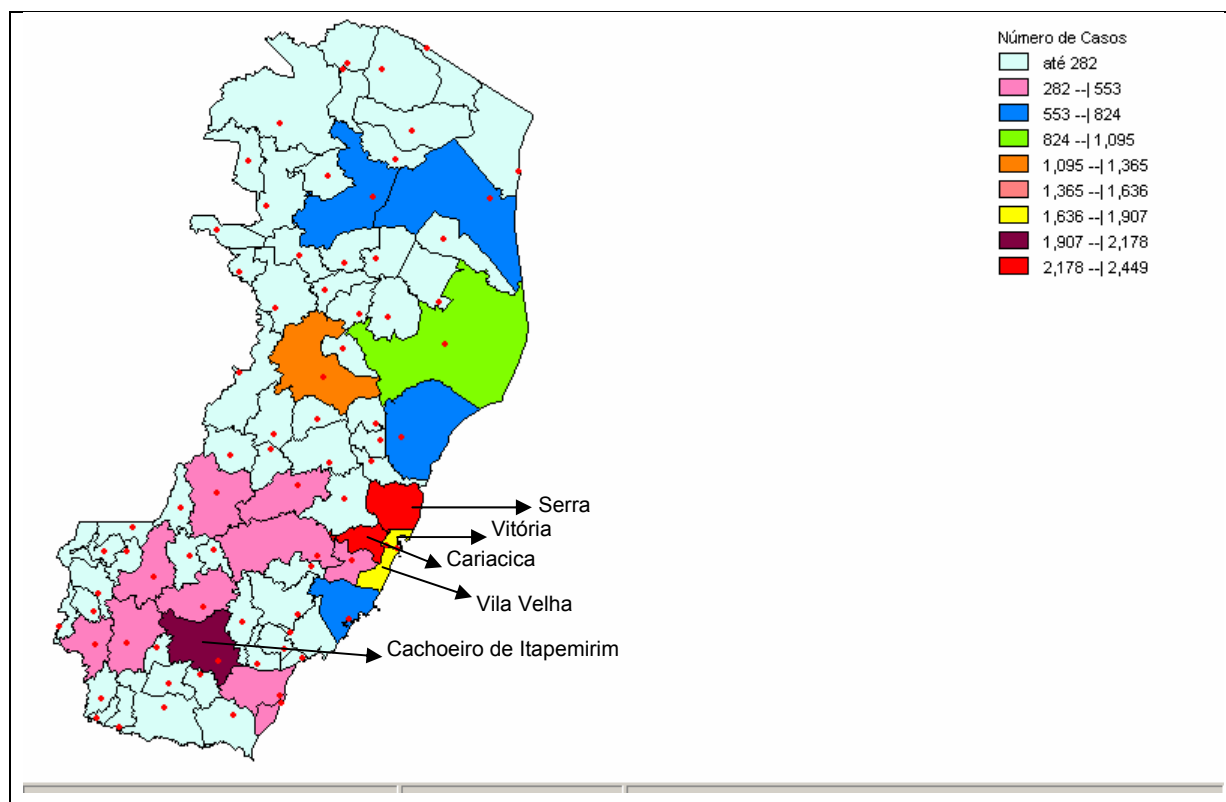 Número de Casos
até 282
282 --| 553
553 --| 824
824 --| 1,095
1,095 --| 1,365
1,365 --| 1,636
1,636 --| 1,907
1,907 --| 2,178
2,178 --| 2,449
Serra
Vitória
Cariacica
Vila Velha
Cachoeiro de Itapemirim